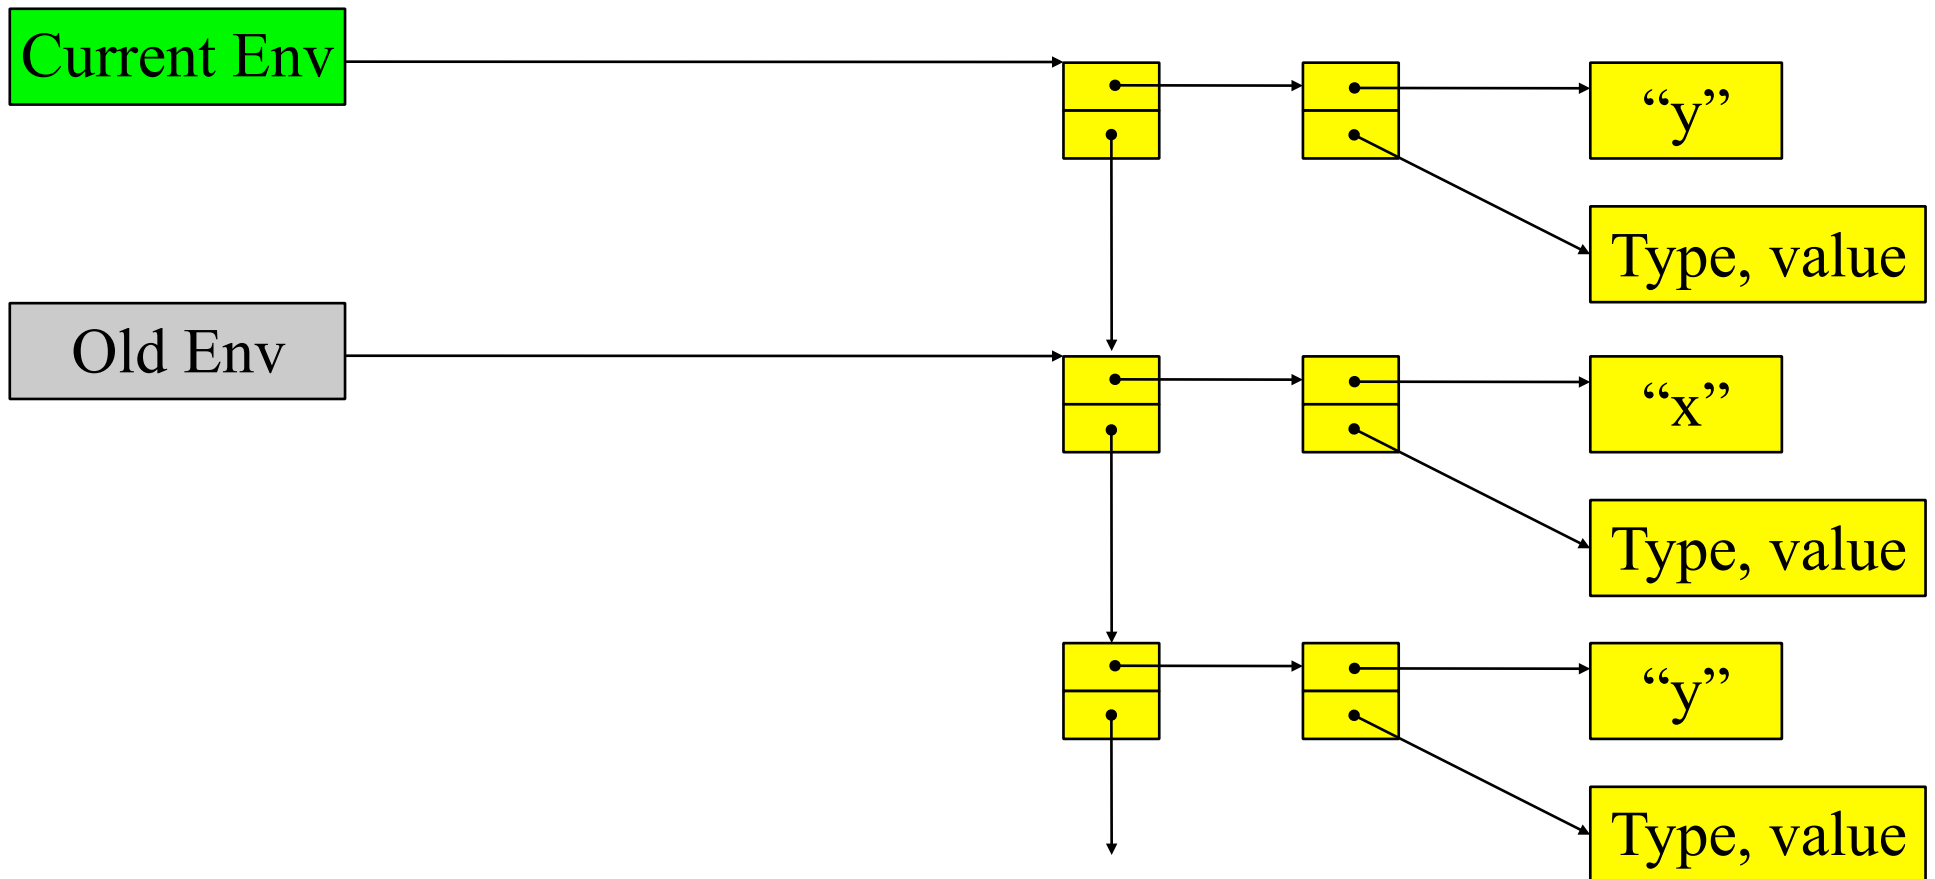 Current Env
“y”
Type, value
Old Env
“x”
Type, value
“y”
Type, value